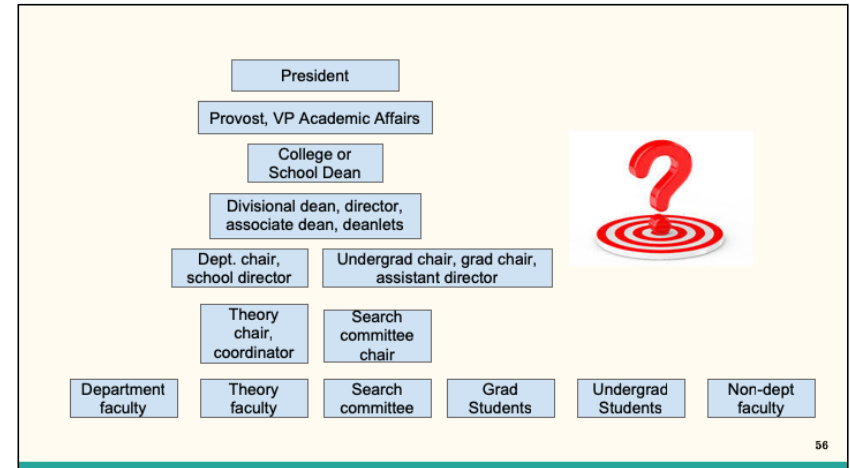 President
Provost, VP Academic Affairs
College or
School Dean
Divisional dean, director,
associate dean, deanlets
Dept. chair,
school director
Undergrad chair, grad chair,
assistant director
Theory
chair,
coordinator
Search
committee
chair
Department
faculty
Theory
faculty
Search
committee
Grad
Students
Undergrad
Students
Non-dept
faculty
56